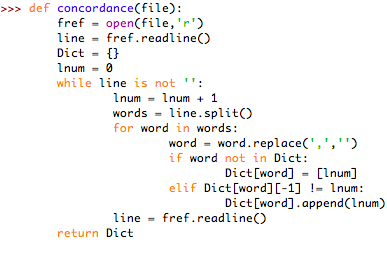 >>> def concordance(file):
        fref = open(file,'r')
        line = fref.readline()
        Dict = {}
        lnum = 0
        while line is not '':
                lnum = lnum + 1
                words = line.split()
                for word in words:
                        word = word.replace(',','')
                        if word not in Dict:
                                Dict[word] = [lnum]
                        elif Dict[word][-1] != lnum:
                                Dict[word].append(lnum)
                line = fref.readline()
        return Dict